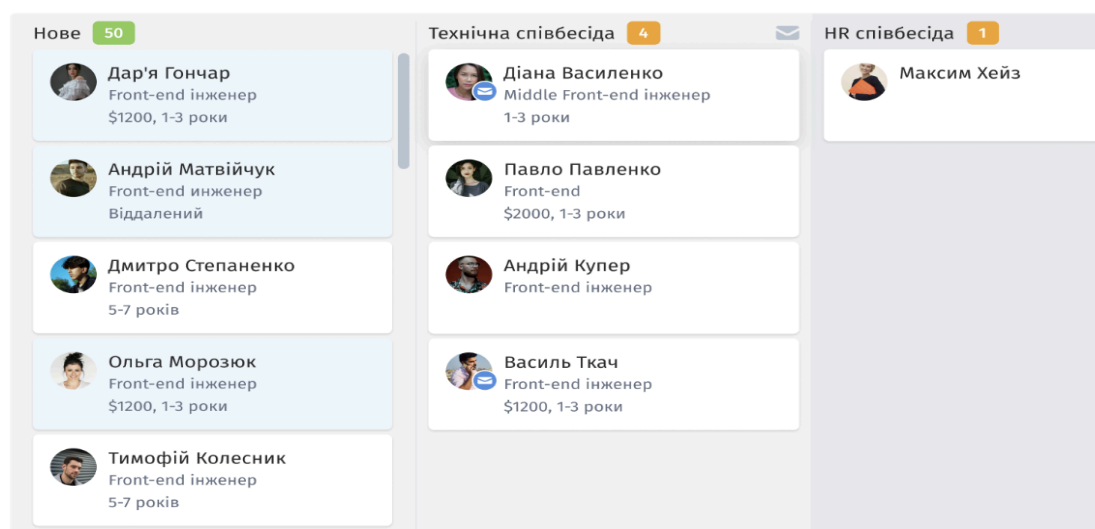 Нове 50
Дар'я Гончар
Front-end інженер
$1200, 1-3 роки
Андрій Матвійчук
Front-end инженер
Віддалений
Дмитро Степаненко
Front-end інженер
5-7 років
Ольга Морозюк
Front-end інженер
$1200, 1-3 роки
Тимофій Колесник
Front-end інженер
5-7 років
Технічна співбесіда 4
Діана Василенко
Middle Front-end інженер
1-3 роки
Павло Павленко
Front-end
$2000, 1-3 роки
Андрій Купер
Front-end інженер
Василь Ткач
Front-end інженер
$1200, 1-3 роки
HR співбесіда 1
Максим Хейз